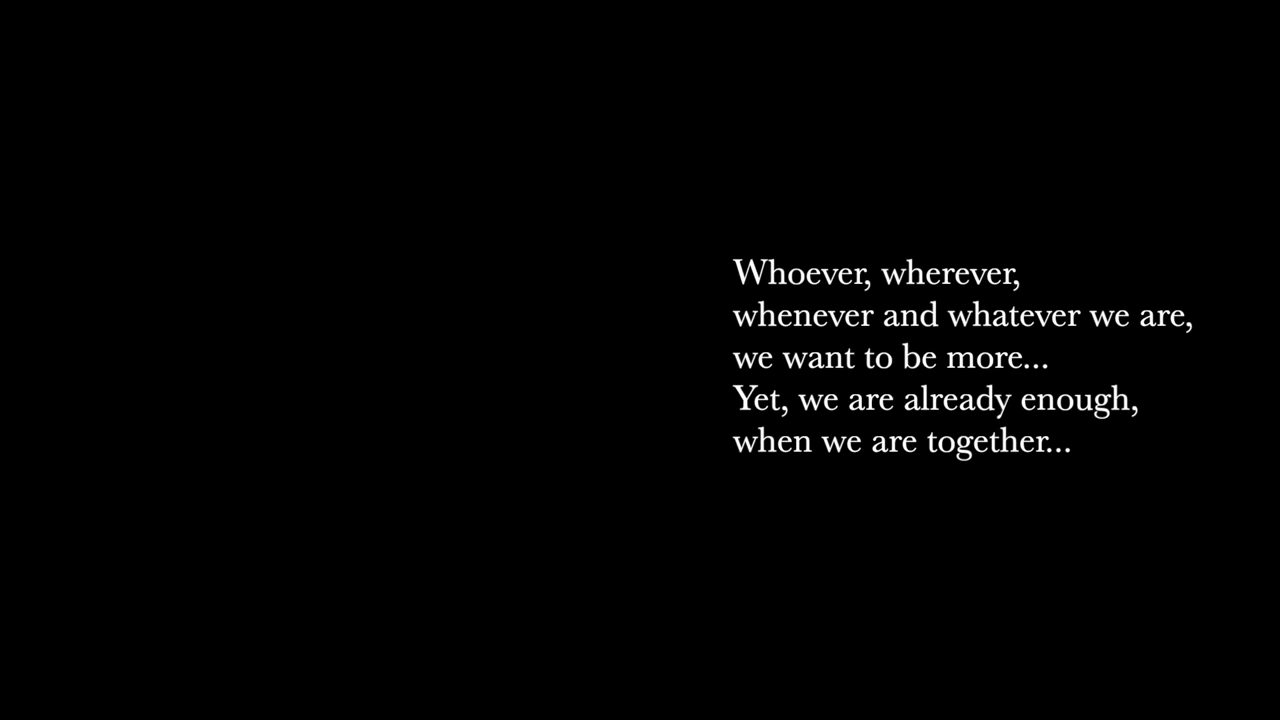 Whoever, wherever,
whenever and whatever we are,
we want to be more...
Yet, we are already enough,
when we are together...